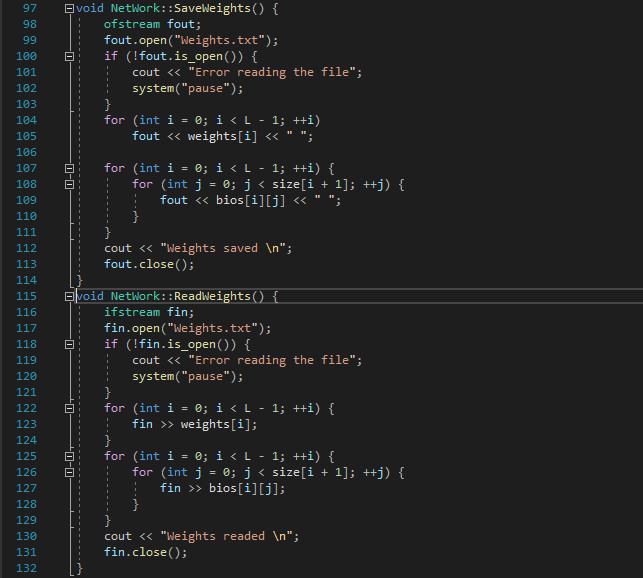 97 void NetWork::SaveWeights() {
98     ofstream fout;
99     fout.open("Weights.txt");
100     if (!fout.is_open()) {
101         cout << "Error reading the file";
102         system("pause");
103     }
104     for (int i = 0; i < L - 1; ++i)
105         fout << weights[i] << " ";
106
107     for (int i = 0; i < L - 1; ++i) {
108         for (int j = 0; j < size[i + 1]; ++j) {
109             fout << bios[i][j] << " ";
110         }
111     }
112     cout << "Weights saved \n";
113     fout.close();
114 }
115 void NetWork::ReadWeights() {
116     ifstream fin;
117     fin.open("Weights.txt");
118     if (!fin.is_open()) {
119         cout << "Error reading the file";
120         system("pause");
121     }
122     for (int i = 0; i < L - 1; ++i) {
123         fin >> weights[i];
124     }
125     for (int i = 0; i < L - 1; ++i) {
126         for (int j = 0; j < size[i + 1]; ++j) {
127             fin >> bios[i][j];
128         }
129     }
130     cout << "Weights readed \n";
131     fin.close();
132 }